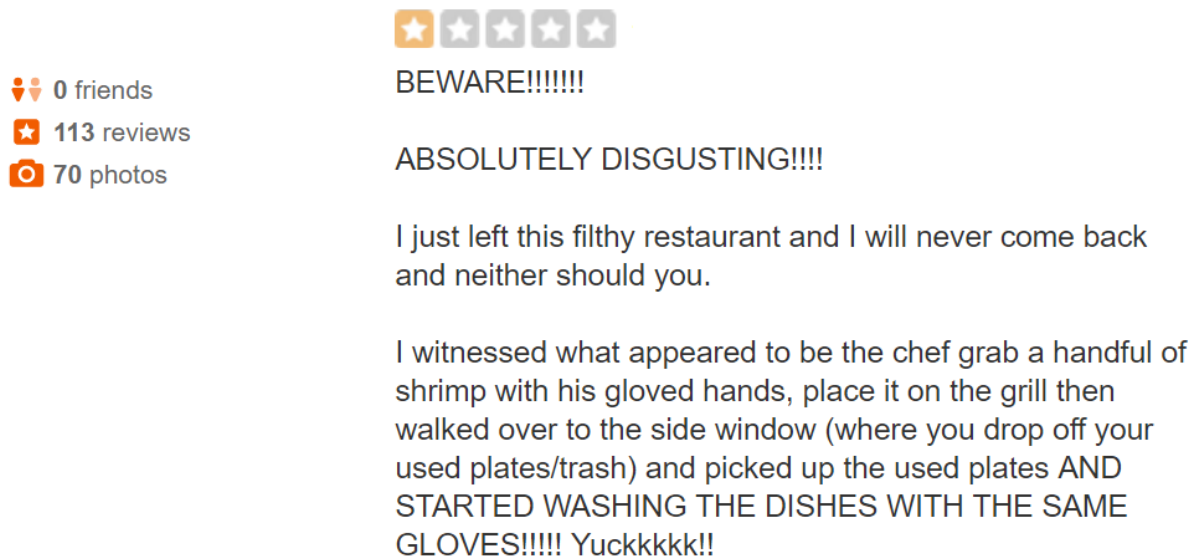 BEWARE!!!!!!!
0 friends
113 reviews
ABSOLUTELY DISGUSTING!!!!
70 photos
I just left this filthy restaurant and I will never come back
and neither should you.
I witnessed what appeared to be the chef grab a handful of
shrimp with his gloved hands, place it on the grill then
walked over to the side window (where you drop off your
used plates/trash) and picked up the used plates AND
STARTED WASHING THE DISHES WITH THE SAME
GLOVES!!!!! Yuckkkkk!!